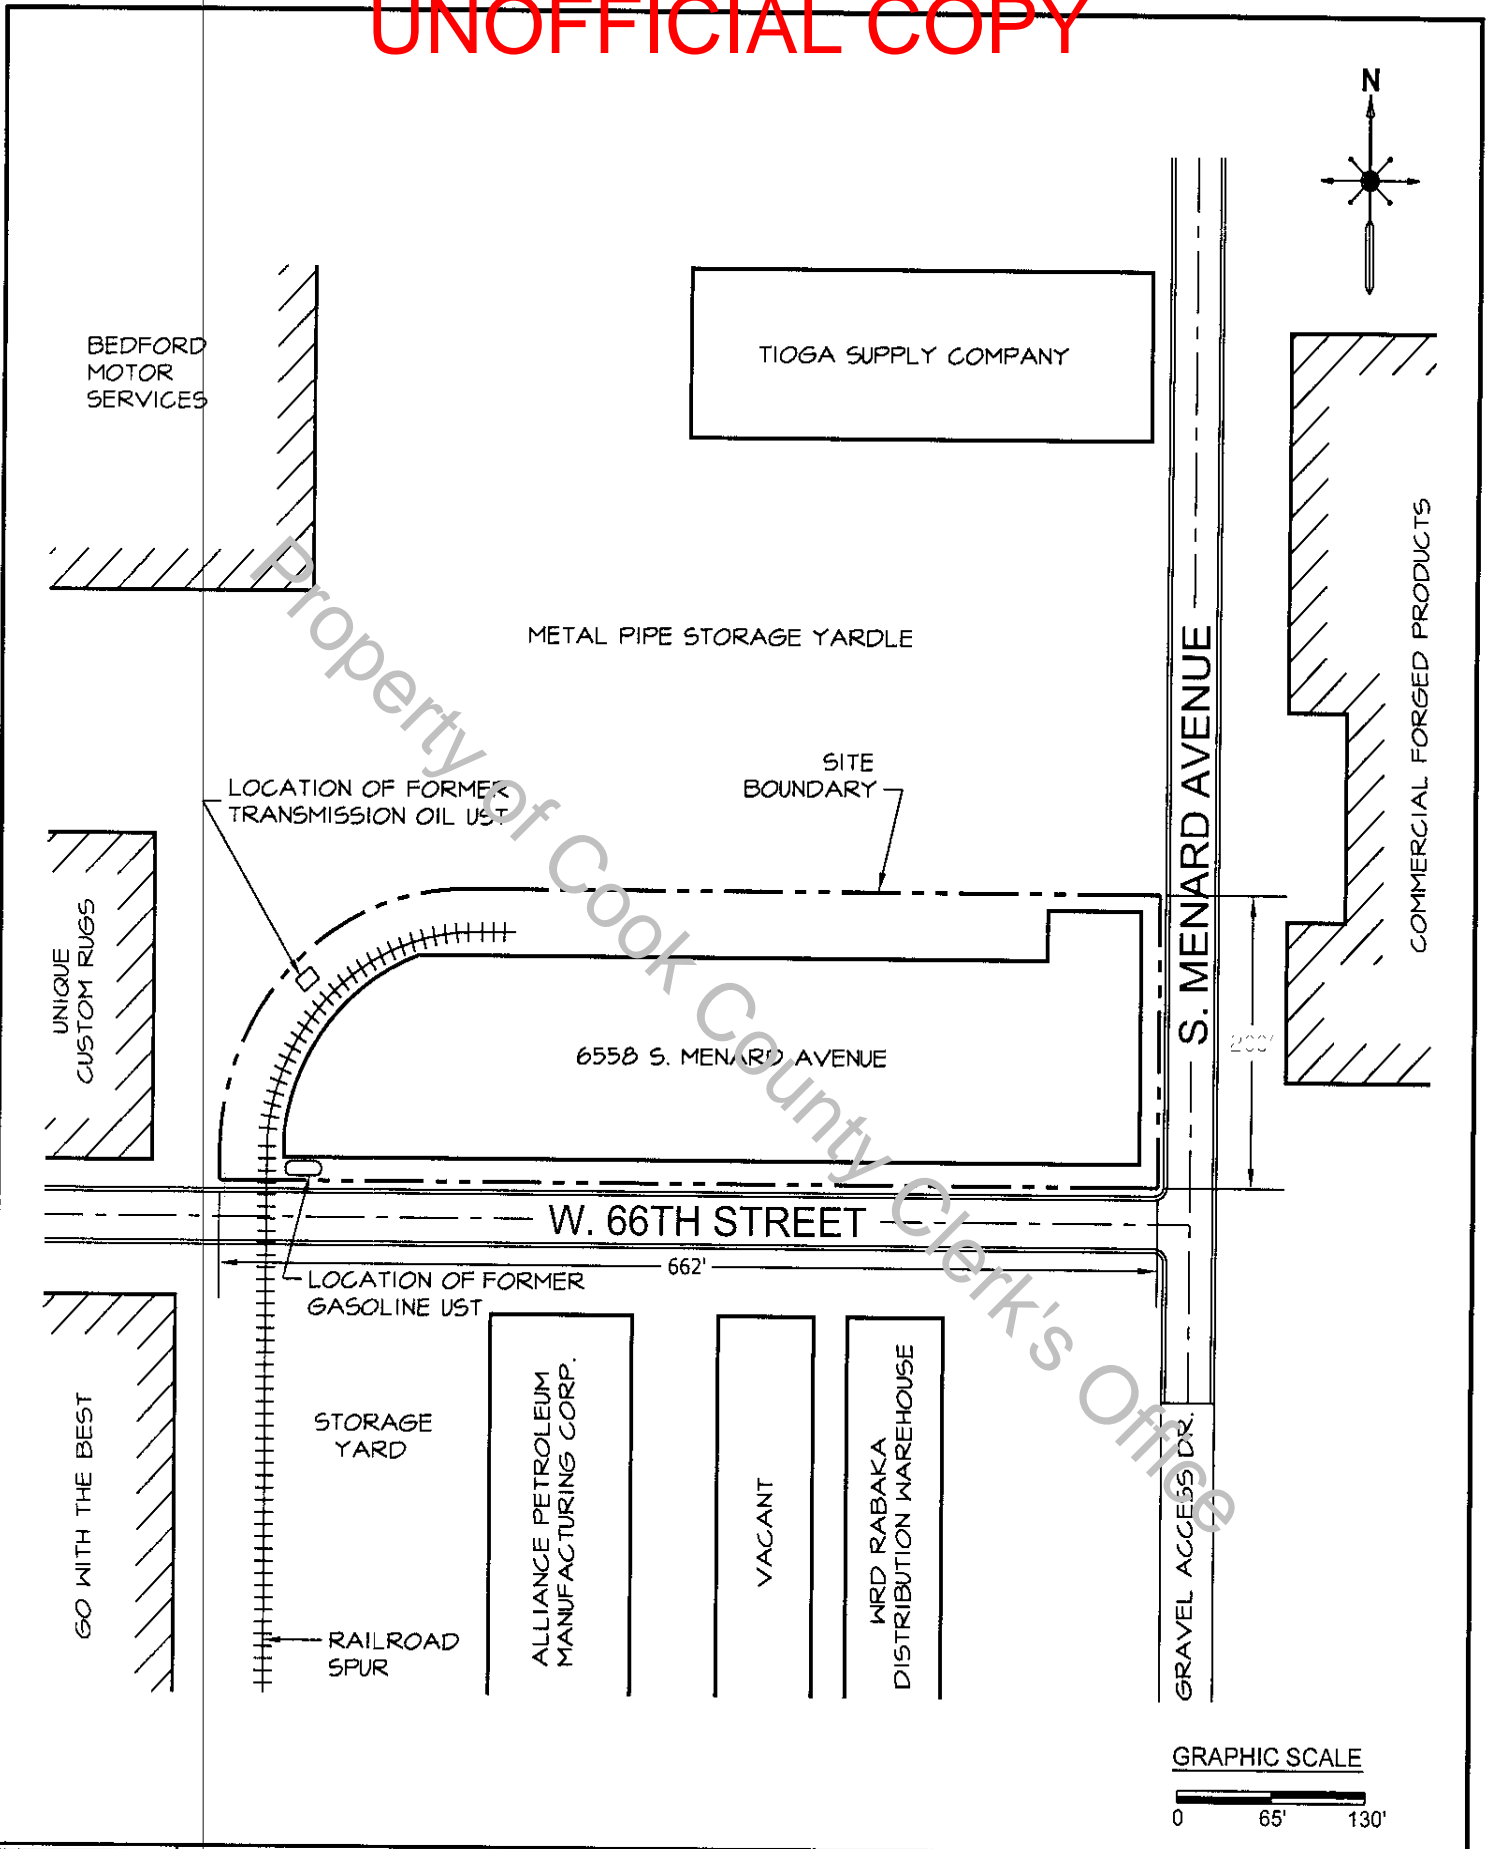 UNOFFICIAL COPY
N
BEDFORD
MOTOR
SERVICES
TIOGA SUPPLY COMPANY
METAL PIPE STORAGE YARDLE
COMMERCIAL FORGED PRODUCTS
S. MENARD AVENUE
SITE
BOUNDARY
LOCATION OF FORMER
TRANSMISSION OIL UST
UNIQUE
CUSTOM RUGS
6558 S. MENARD AVENUE
200'
W. 66TH STREET
662'
LOCATION OF FORMER
GASOLINE UST
GO WITH THE BEST
STORAGE
YARD
ALLIANCE PETROLEUM
MANUFACTURING CORP.
VACANT
WRD RABAKA
DISTRIBUTION WAREHOUSE
GRAVEL ACCESS DR.
RAILROAD
SPUR
GRAPHIC SCALE
0 65' 130'
Property of Cook County Clerk's Office